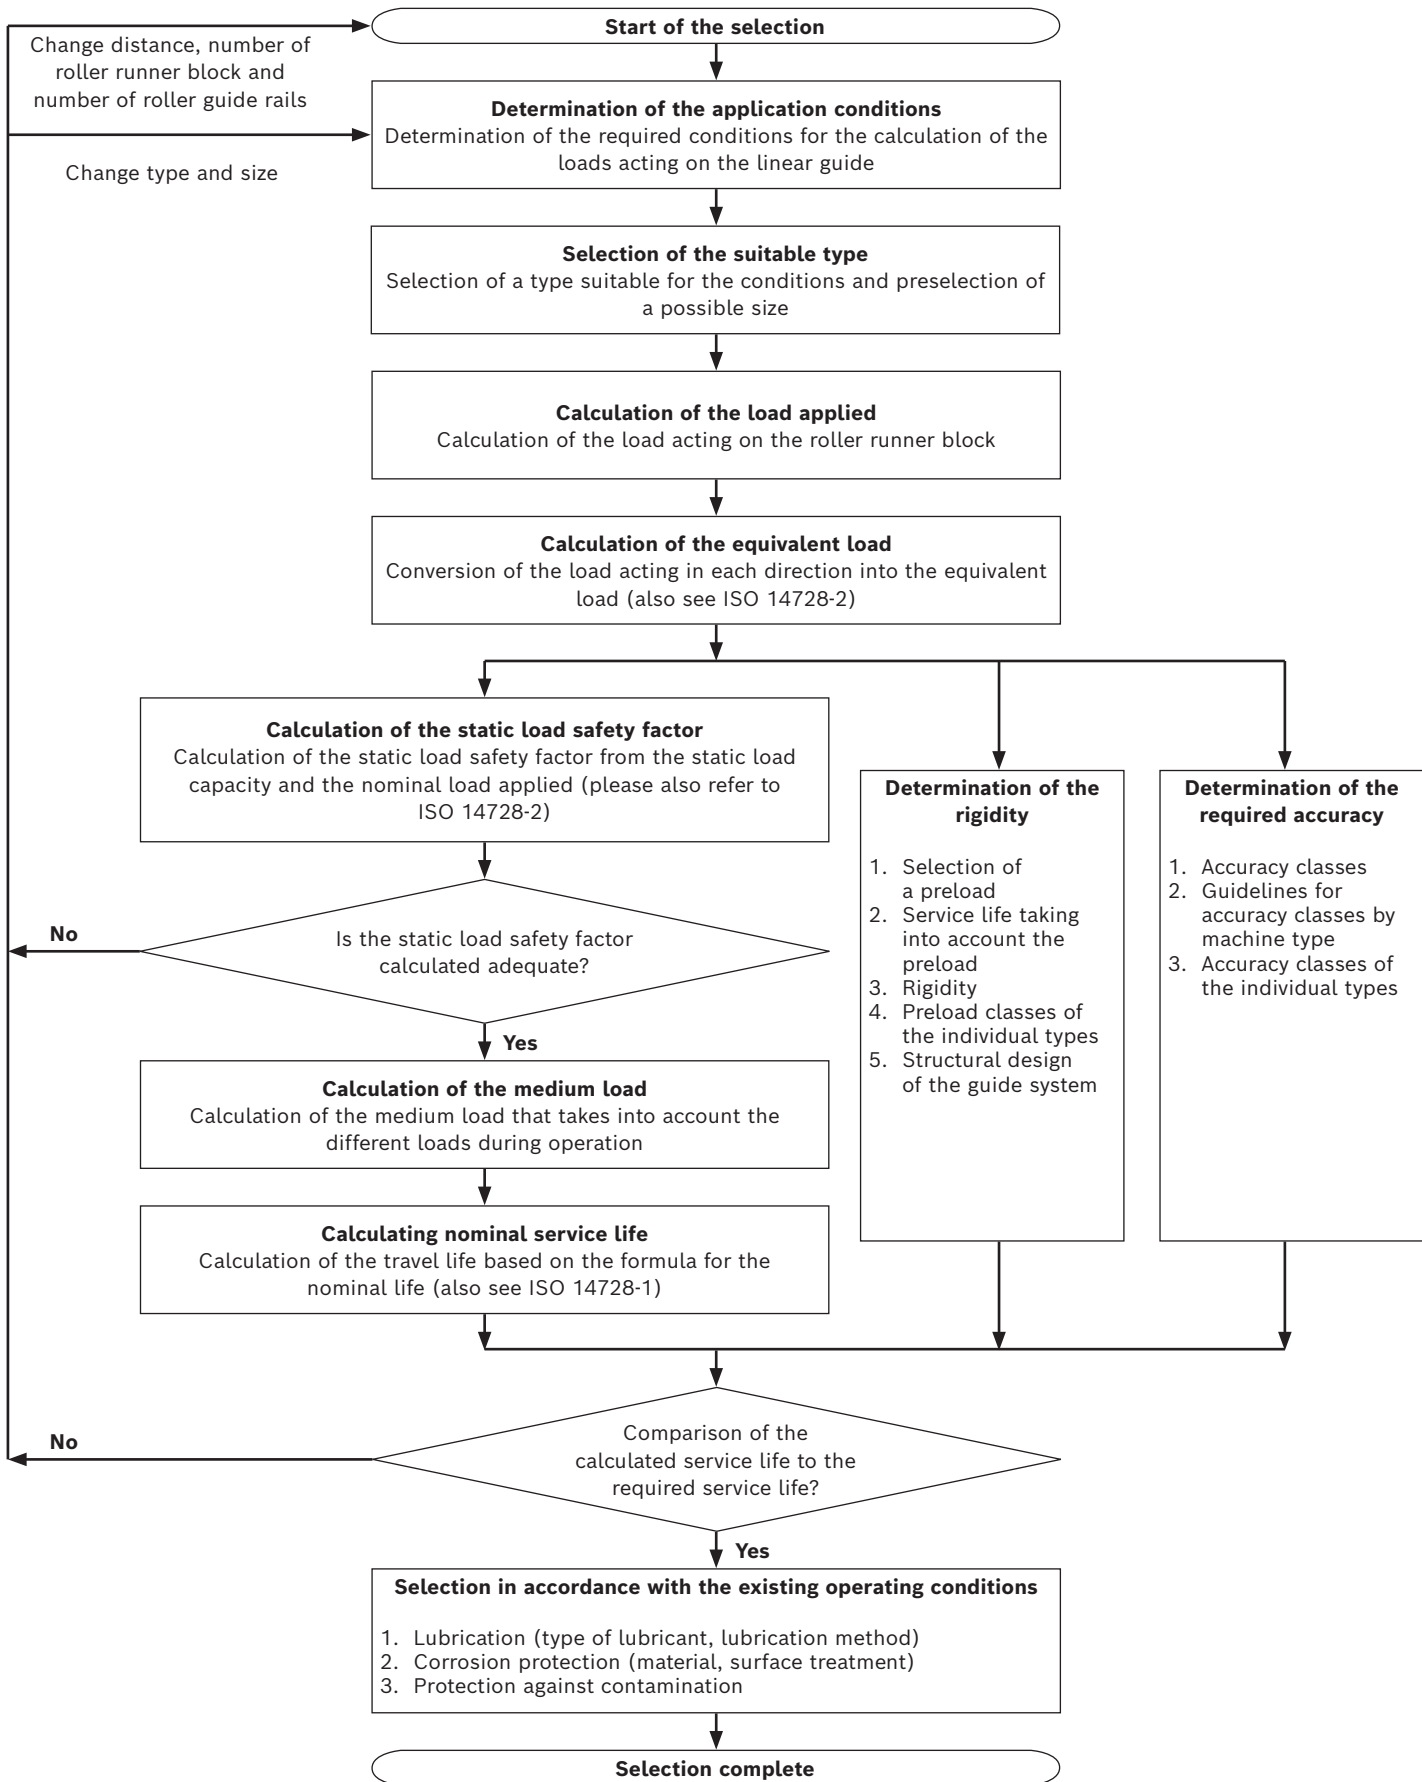 Start of the selection
Change distance, number of
roller runner block and
number of roller guide rails
Determination of the application conditions
Determination of the required conditions for the calculation of the
loads acting on the linear guide
Change type and size
Selection of the suitable type
Selection of a type suitable for the conditions and preselection of
a possible size
Calculation of the load applied
Calculation of the load acting on the roller runner block
Calculation of the equivalent load
Conversion of the load acting in each direction into the equivalent
load (also see ISO 14728-2)
Calculation of the static load safety factor
Calculation of the static load safety factor from the static load
capacity and the nominal load applied (please also refer to
ISO 14728-2)
Determination of the
rigidity
1. Selection of
a preload
2. Service life taking
into account the
preload
3. Rigidity
4. Preload classes of
the individual types
5. Structural design
of the guide system
Determination of the
required accuracy
1. Accuracy classes
2. Guidelines for
accuracy classes by
machine type
3. Accuracy classes of
the individual types
No
Is the static load safety factor
calculated adequate?
Yes
Calculation of the medium load
Calculation of the medium load that takes into account the
different loads during operation
Calculating nominal service life
Calculation of the travel life based on the formula for the
nominal life (also see ISO 14728-1)
No
Comparison of the
calculated service life to the
required service life?
Yes
Selection in accordance with the existing operating conditions
1. Lubrication (type of lubricant, lubrication method)
2. Corrosion protection (material, surface treatment)
3. Protection against contamination
Selection complete